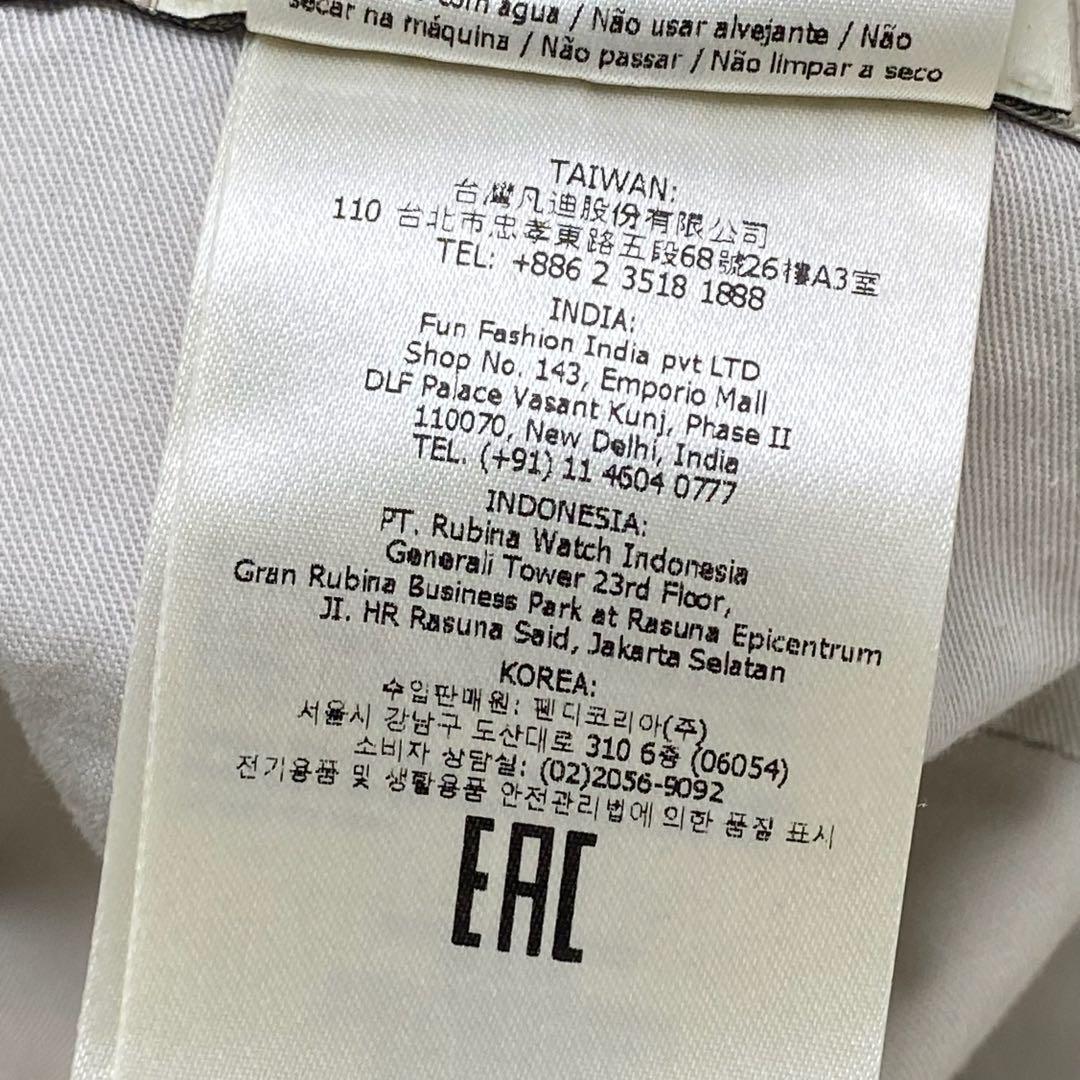 com agua / Não usar alvejante / Não
secar na máquina / Não passar / Não limpar a seco
TAIWAN:
台灣凡迪股份有限公司
110 台北市忠孝東路五段68號26樓A3室
TEL: +886 2 3518 1888
INDIA:
Fun Fashion India pvt LTD
Shop No. 143, Emporio Mall
DLF Palace Vasant Kunj, Phase II
110070, New Delhi, India
TEL. (+91) 11 4604 0777
INDONESIA:
PT. Rubina Watch Indonesia
Generali Tower 23rd Floor,
Gran Rubina Business Park at Rasuna Epicentrum
JI. HR Rasuna Said, Jakarta Selatan
KOREA:
수입판매원: 펜디코리아(주)
서울시 강남구 도산대로 310 6층 (06054)
소비자 상담실: (02)2056-9092
전기용품 및 생활용품 안전관리법에 의한 품질 표시
EAC